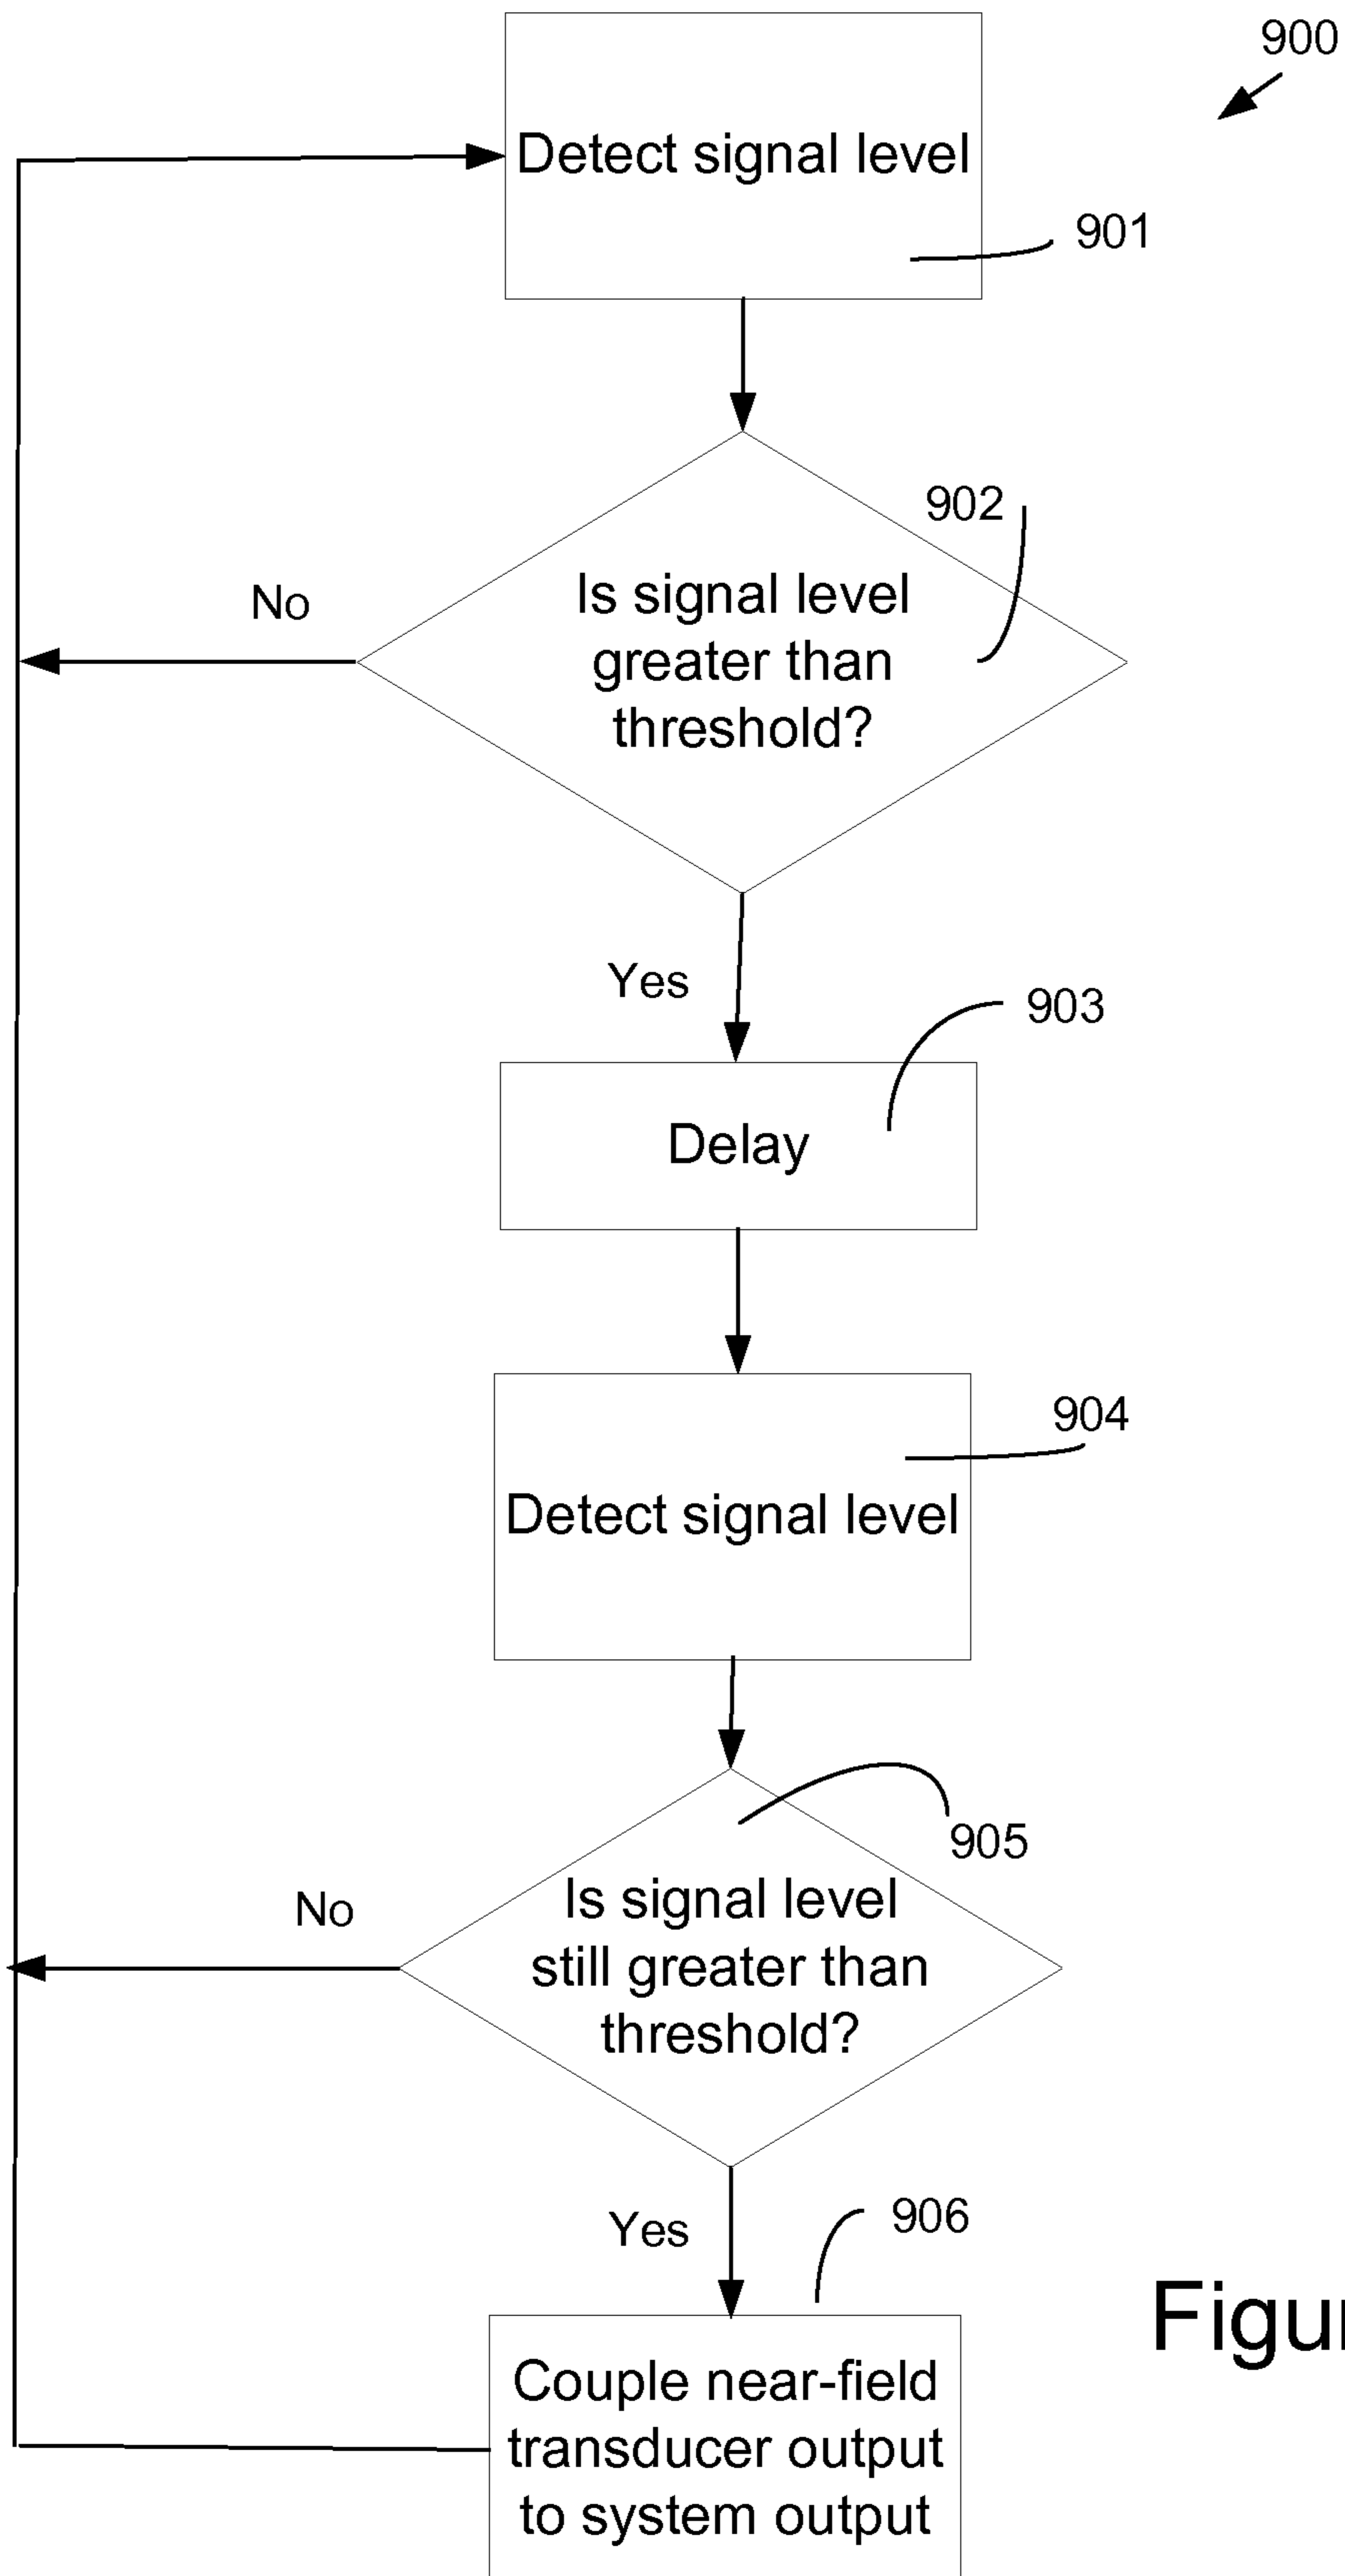 900
Detect signal level
901
902
Is signal level
greater than
threshold?
No
Yes
903
Delay
904
Detect signal level
905
Is signal level
still greater than
threshold?
No
Yes
906
Couple near-field
transducer output
to system output